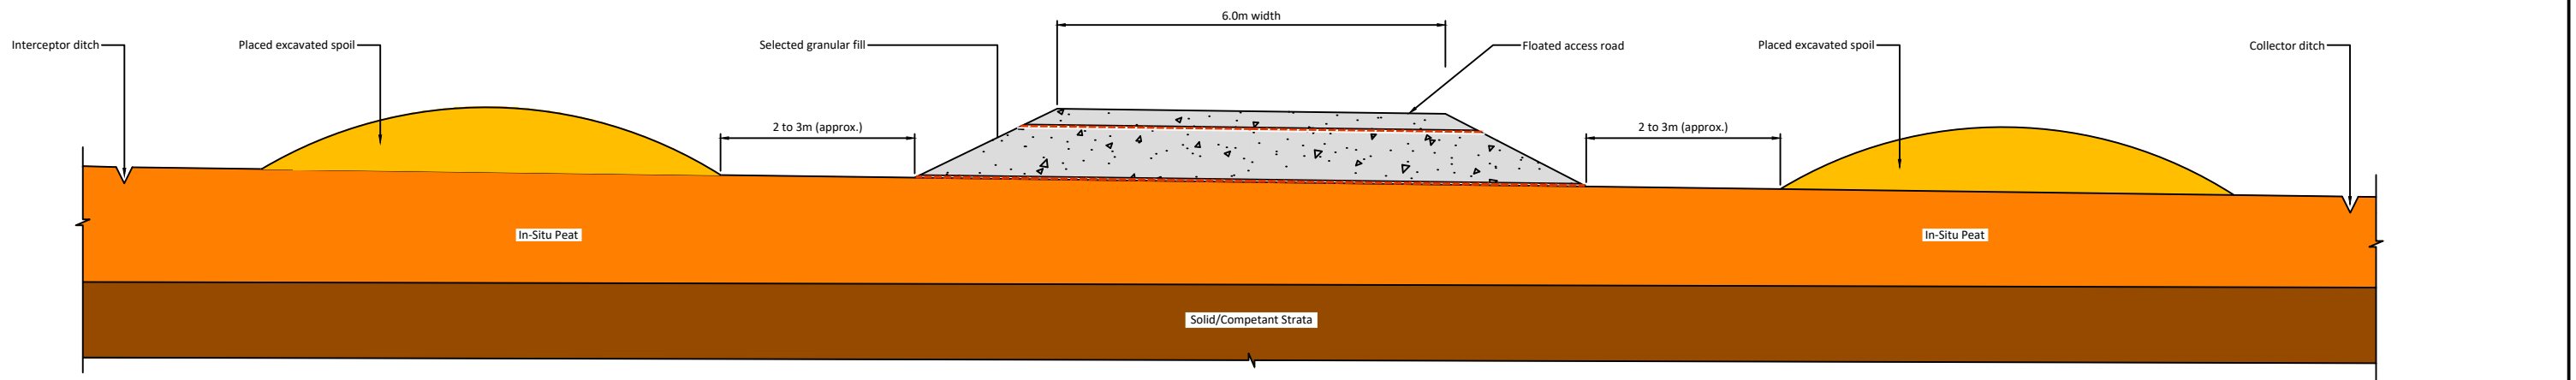 6.0m width
Interceptor ditch
Placed excavated spoil
Selected granular fill
Floated access road
Placed excavated spoil
Collector ditch
2 to 3m (approx.)
2 to 3m (approx.)
In-Situ Peat
In-Situ Peat
Solid/Competant Strata